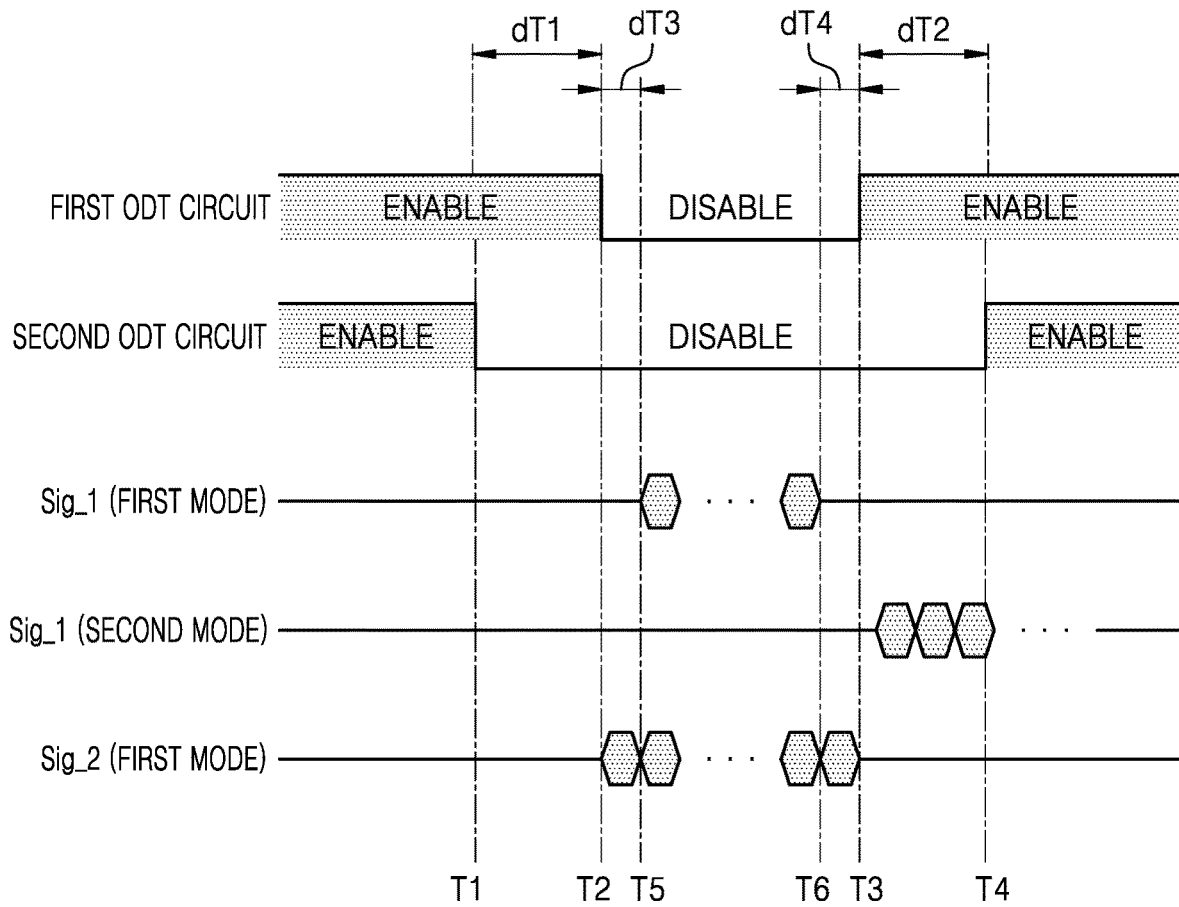 dT1 dT3 dT4 dT2
FIRST ODT CIRCUIT ENABLE DISABLE ENABLE
SECOND ODT CIRCUIT ENABLE DISABLE ENABLE
Sig_1 (FIRST MODE) . . .
Sig_1 (SECOND MODE) . . .
Sig_2 (FIRST MODE) . . .
T1 T2 T5 T6 T3 T4